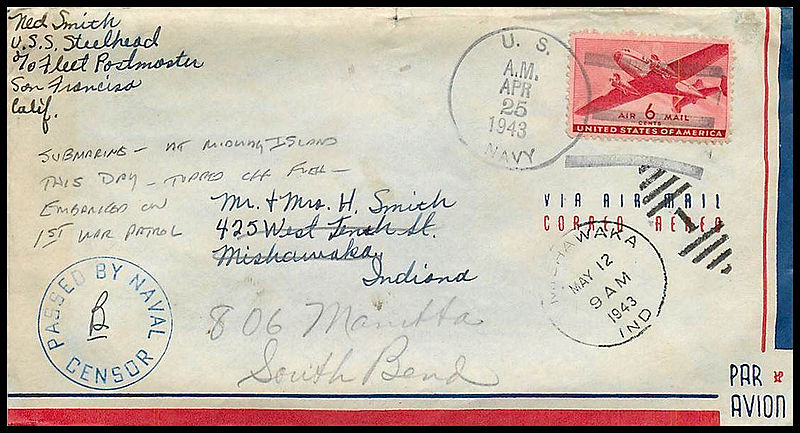 Ned Smith
U.S.S. Steelhead
c/o Fleet Postmaster
San Francisco
Calif.
U. S.
A.M.
APR
25
1943
NAVY
6
CENTS
AIR MAIL
UNITED STATES OF AMERICA
SUBMARINE - AT MIDWAY ISLAND
THIS DAY - TOPPED OFF FUEL -
EMBARKED ON
1ST WAR PATROL
Mr. & Mrs. H. Smith
425 West Tenth St.
Mishawaka
Indiana
VIA AIR MAIL
CORREO AEREO
MISHAWAKA
MAY 12
9 AM
1943
IND
PASSED BY NAVAL
B
CENSOR
806 Manitta
South Bend
PAR
AVION